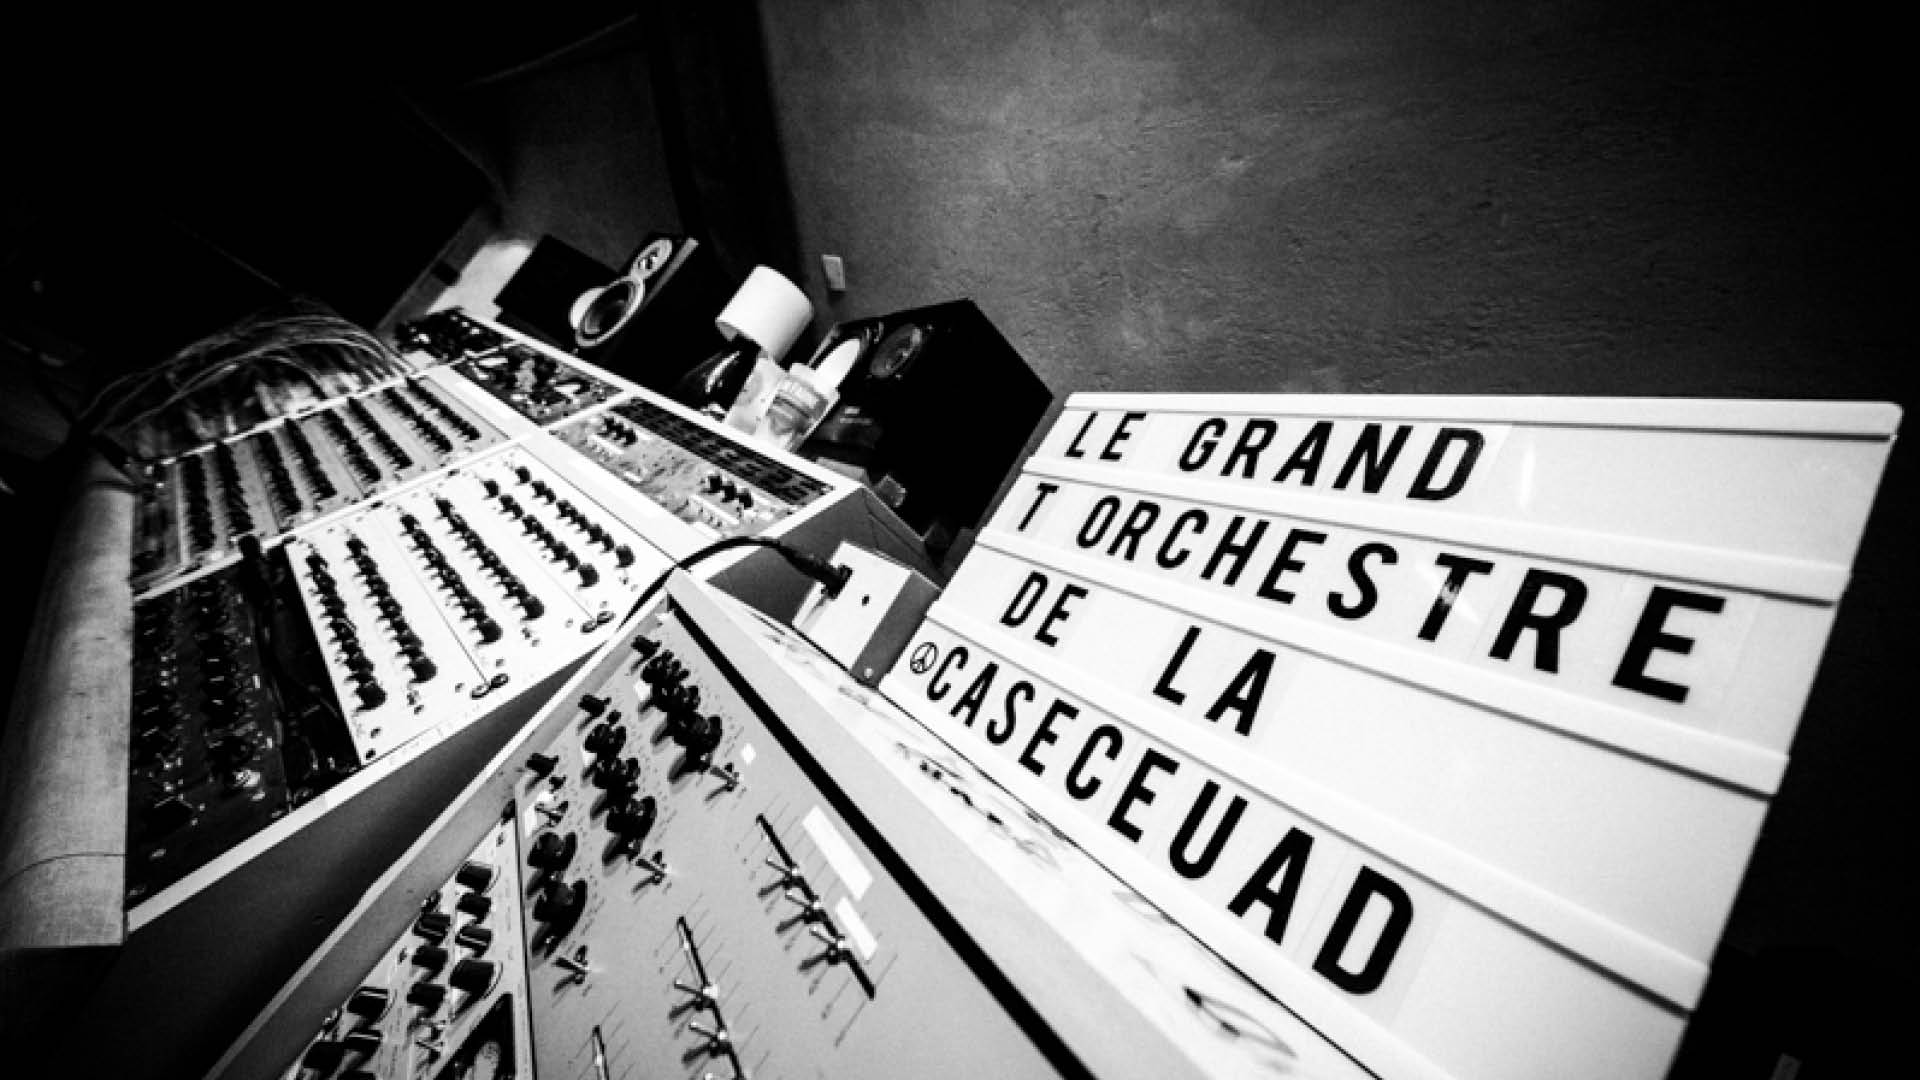 LE GRAND
T ORCHESTRE
DE LA
☮CASECEUAD